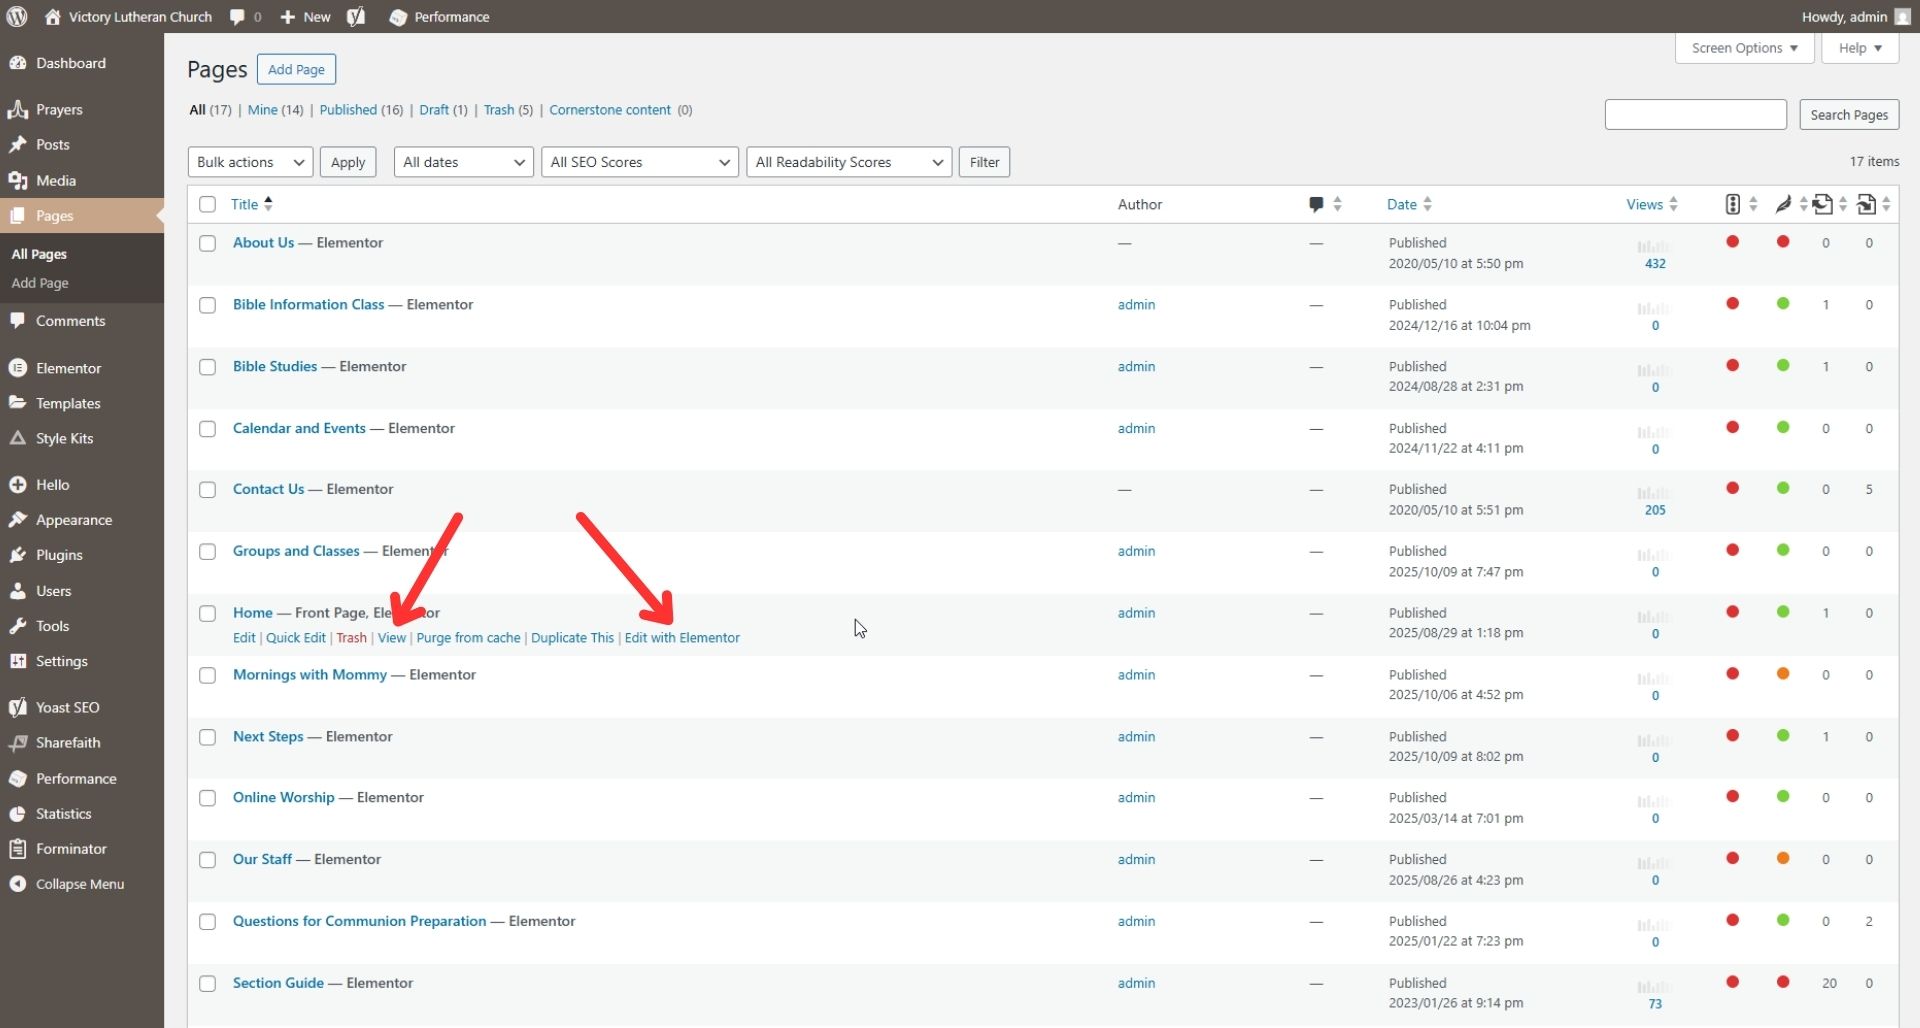 Victory Lutheran Church 0 New Performance Howdy, admin
Screen Options Help
Dashboard
Prayers
Posts
Media
Pages
All Pages
Add Page
Comments
Elementor
Templates
Style Kits
Hello
Appearance
Plugins
Users
Tools
Settings
Yoast SEO
Sharefaith
Performance
Statistics
Forminator
Collapse Menu
Pages Add Page
All (17) | Mine (14) | Published (16) | Draft (1) | Trash (5) | Cornerstone content (0)
Search Pages
Bulk actions Apply All dates All SEO Scores All Readability Scores Filter 17 items
Title Author Date Views
About Us — Elementor — — Published 0 0
2020/05/10 at 5:50 pm 432
Bible Information Class — Elementor admin — Published 1 0
2024/12/16 at 10:04 pm 0
Bible Studies — Elementor admin — Published 1 0
2024/08/28 at 2:31 pm 0
Calendar and Events — Elementor admin — Published 0 0
2024/11/22 at 4:11 pm 0
Contact Us — Elementor — — Published 0 5
2020/05/10 at 5:51 pm 205
Groups and Classes — Elementor admin — Published 0 0
2025/10/09 at 7:47 pm 0
Home — Front Page, Elementor admin — Published 1 0
Edit | Quick Edit | Trash | View | Purge from cache | Duplicate This | Edit with Elementor 2025/08/29 at 1:18 pm 0
Mornings with Mommy — Elementor admin — Published 0 0
2025/10/06 at 4:52 pm 0
Next Steps — Elementor admin — Published 1 0
2025/10/09 at 8:02 pm 0
Online Worship — Elementor admin — Published 0 0
2025/03/14 at 7:01 pm 0
Our Staff — Elementor admin — Published 0 0
2025/08/26 at 4:23 pm 0
Questions for Communion Preparation — Elementor admin — Published 0 2
2025/01/22 at 7:23 pm 0
Section Guide — Elementor admin — Published 20 0
2023/01/26 at 9:14 pm 73